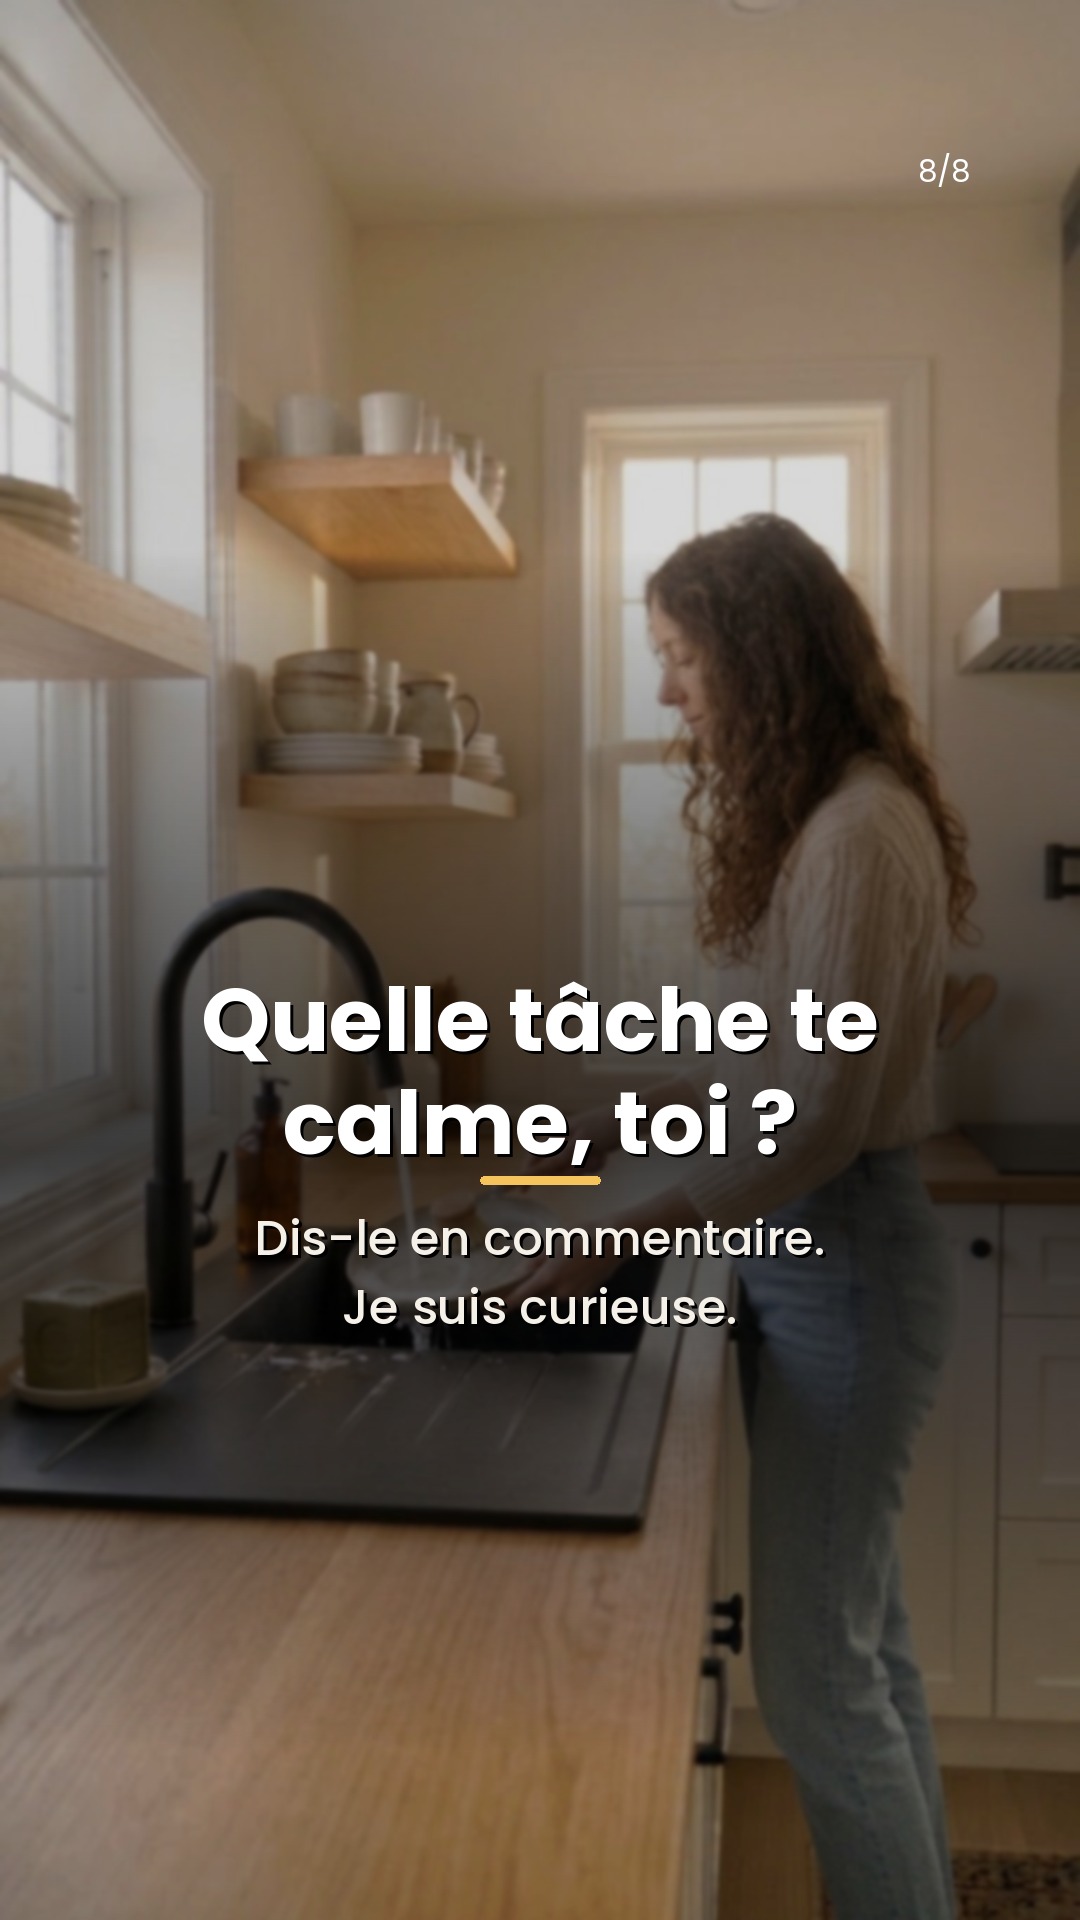 8/8
Quelle tâche te
calme, toi ?
Dis-le en commentaire.
Je suis curieuse.